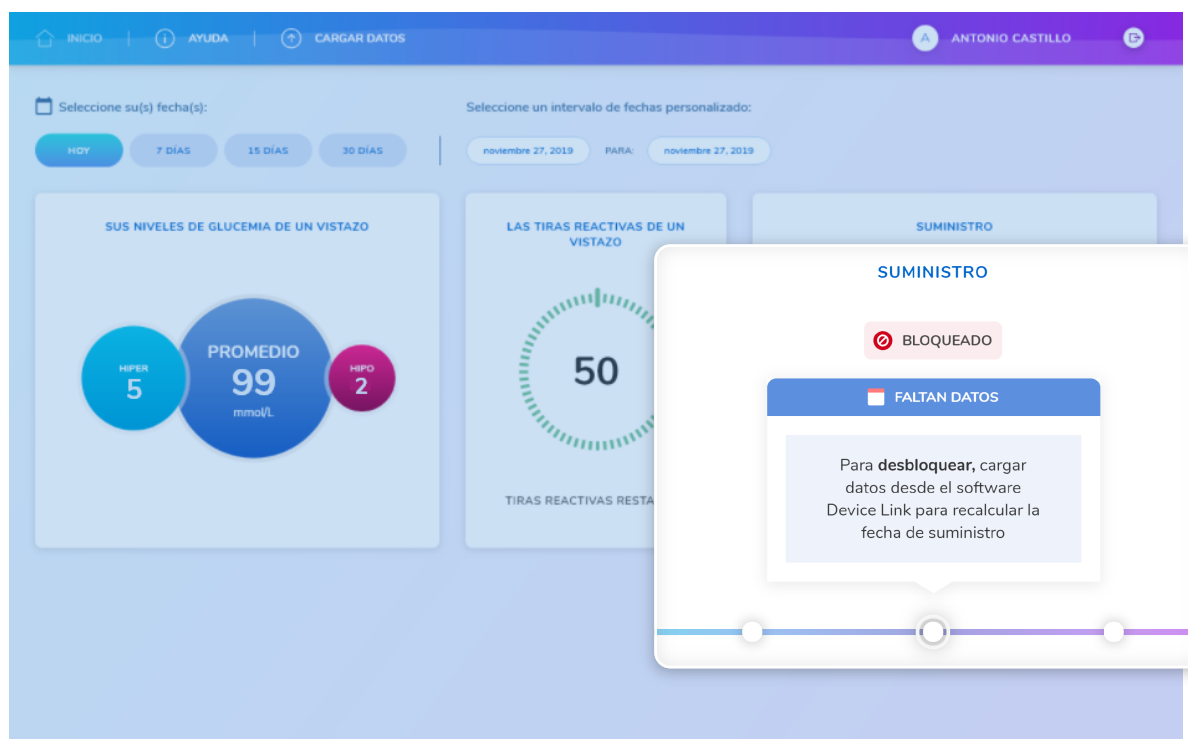 INICIO
AYUDA
CARGAR DATOS
A
ANTONIO CASTILLO
Seleccione su(s) fecha(s):
Seleccione un intervalo de fechas personalizado:
HOY
7 DÍAS
15 DÍAS
30 DÍAS
noviembre 27, 2019
PARA:
noviembre 27, 2019
SUS NIVELES DE GLUCEMIA DE UN VISTAZO
HIPER
5
PROMEDIO
99
mmol/L
HIPO
2
LAS TIRAS REACTIVAS DE UN
VISTAZO
50
TIRAS REACTIVAS RESTA
SUMINISTRO
SUMINISTRO
BLOQUEADO
FALTAN DATOS
Para desbloquear, cargar
datos desde el software
Device Link para recalcular la
fecha de suministro